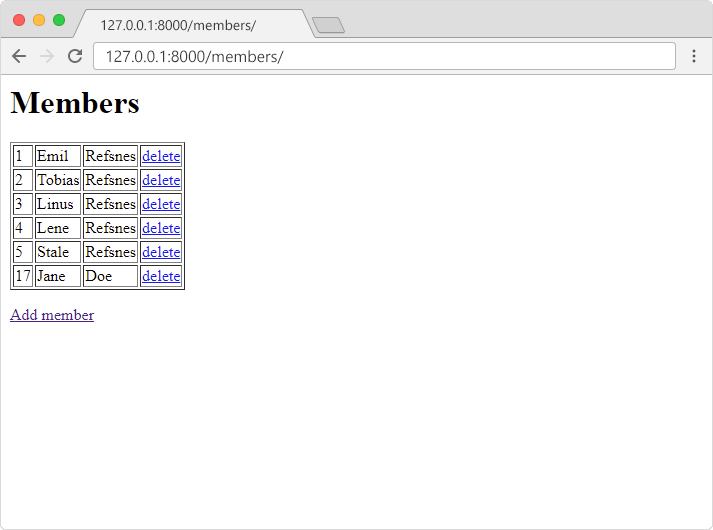 127.0.0.1:8000/members/
127.0.0.1:8000/members/
Members
1 Emil Refsnes delete
2 Tobias Refsnes delete
3 Linus Refsnes delete
4 Lene Refsnes delete
5 Stale Refsnes delete
17 Jane Doe delete
Add member